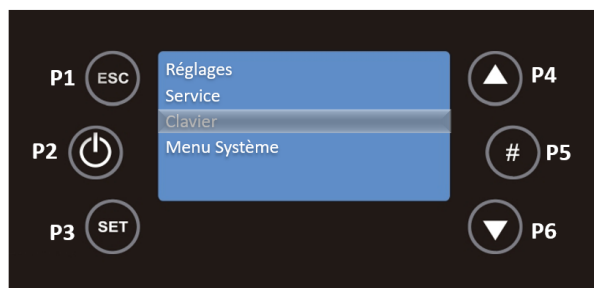 P1 ESC
P2
P3 SET
Réglages
Service
Clavier
Menu Système
P4
# P5
P6